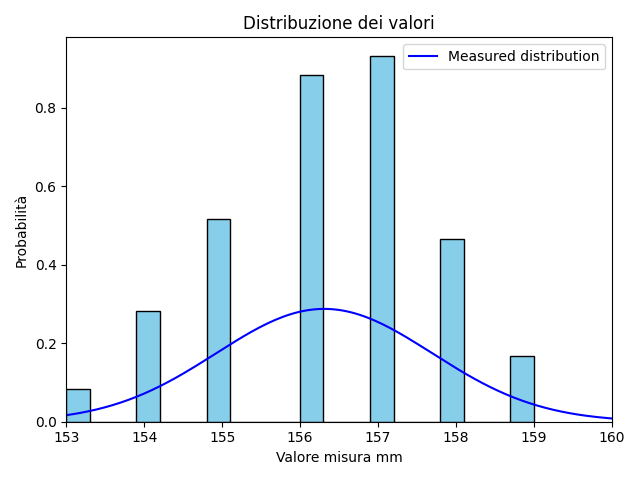 Distribuzione dei valori
Measured distribution
Probabilità
0.8
0.6
0.4
0.2
0.0
153 154 155 156 157 158 159 160
Valore misura mm